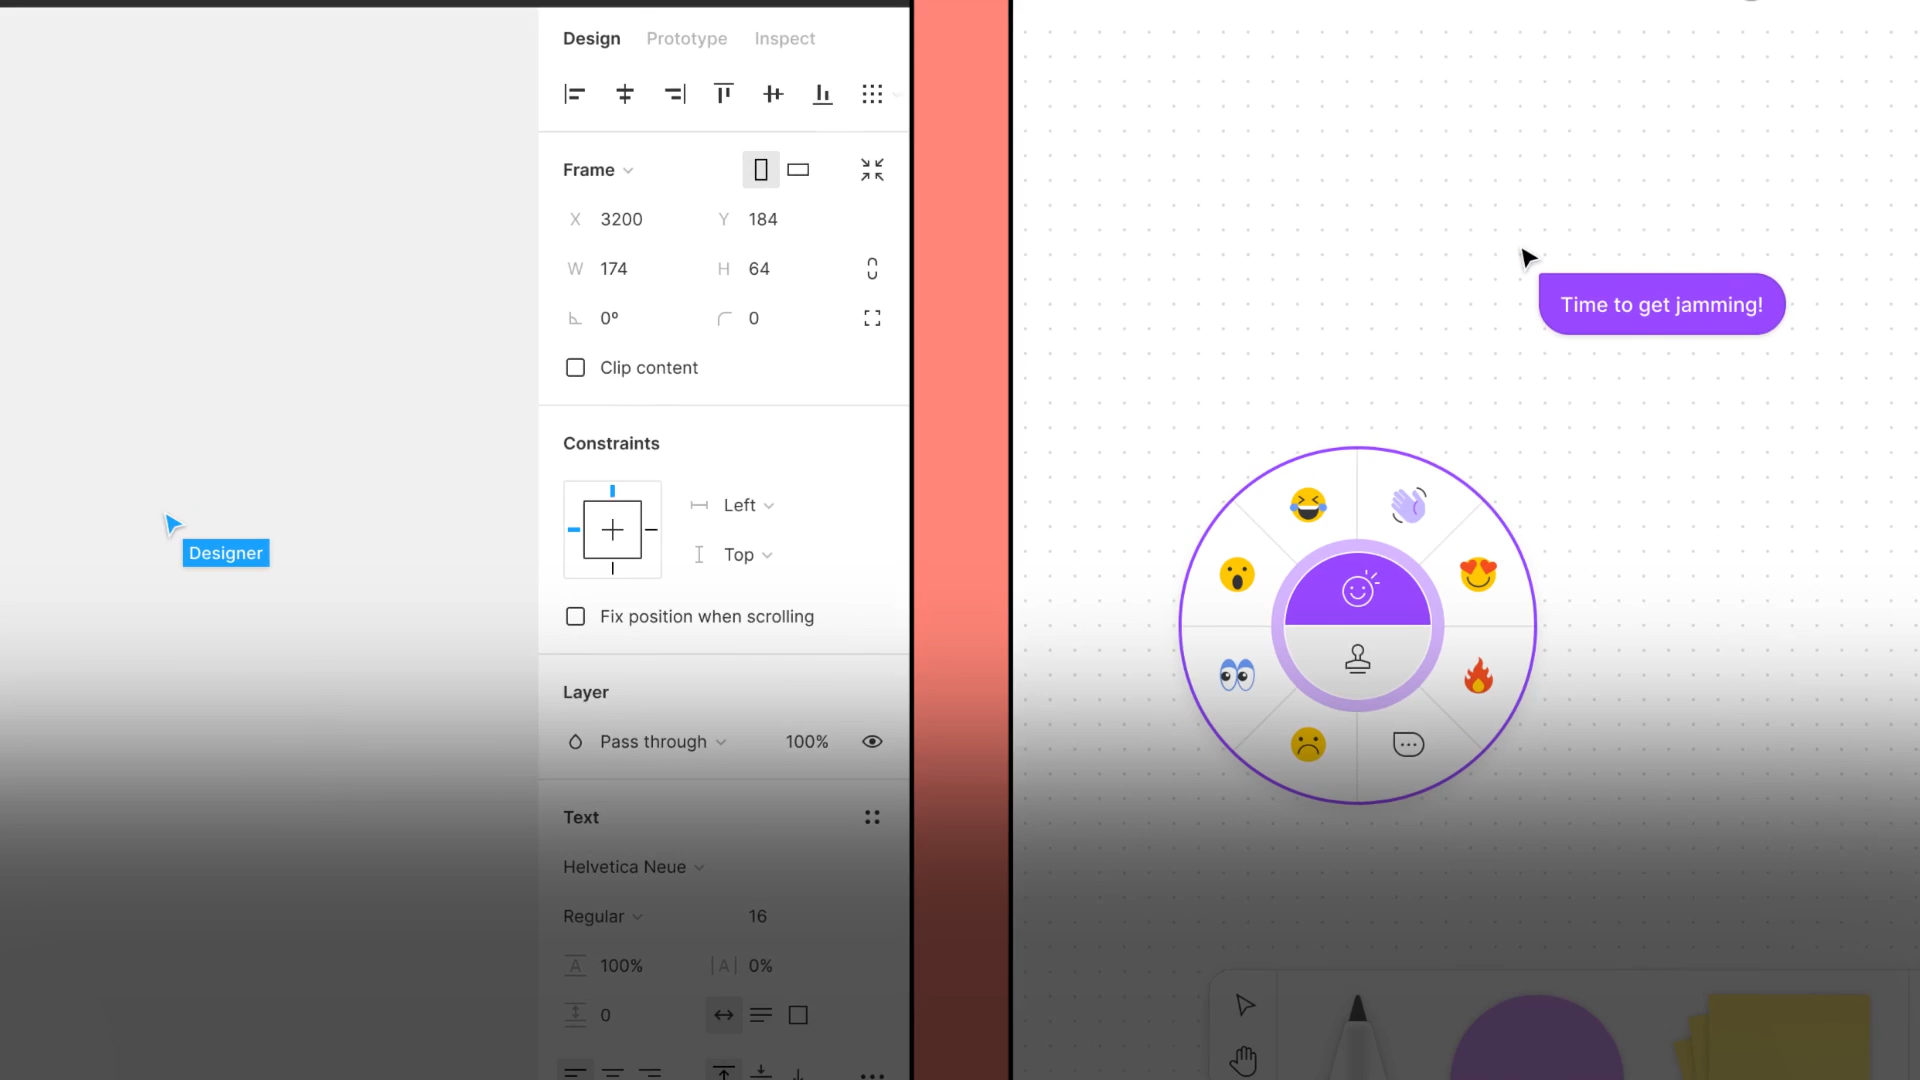 Design Prototype Inspect
Frame
X 3200 Y 184
W 174 H 64
0° 0
Clip content
Constraints
Left
Top
Fix position when scrolling
Layer
Pass through 100%
Text
Helvetica Neue
Regular 16
A 100% |A| 0%
0
Designer
Time to get jamming!